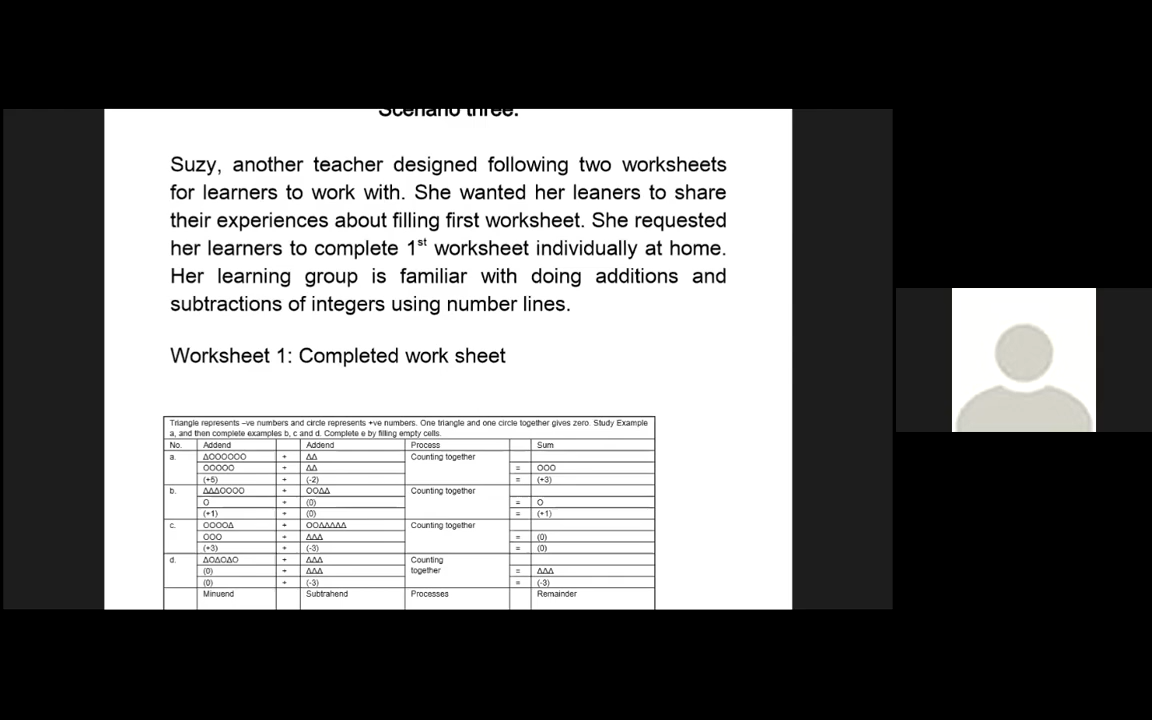 Scenario three:
Suzy, another teacher designed following two worksheets
for learners to work with. She wanted her leaners to share
their experiences about filling first worksheet. She requested
her learners to complete 1st worksheet individually at home.
Her learning group is familiar with doing additions and
subtractions of integers using number lines.
Worksheet 1: Completed work sheet
Triangle represents –ve numbers and circle represents +ve numbers. One triangle and one circle together gives zero. Study Example
a, and then complete examples b, c and d. Complete e by filling empty cells.
No. Addend Addend Process Sum
a. ΔOOOOOO + ΔΔ Counting together
OOOOO + ΔΔ = OOO
(+5) + (-2) = (+3)
b. ΔΔΔOOOO + OOΔΔ Counting together
O + (0) = O
(+1) + (0) = (+1)
c. OOOOΔ + OOΔΔΔΔΔ Counting together
OOO + ΔΔΔ = (0)
(+3) + (-3) = (0)
d. ΔOΔOΔO + ΔΔΔ Counting
(0) + ΔΔΔ together = ΔΔΔ
(0) + (-3) = (-3)
Minuend Subtrahend Processes Remainder